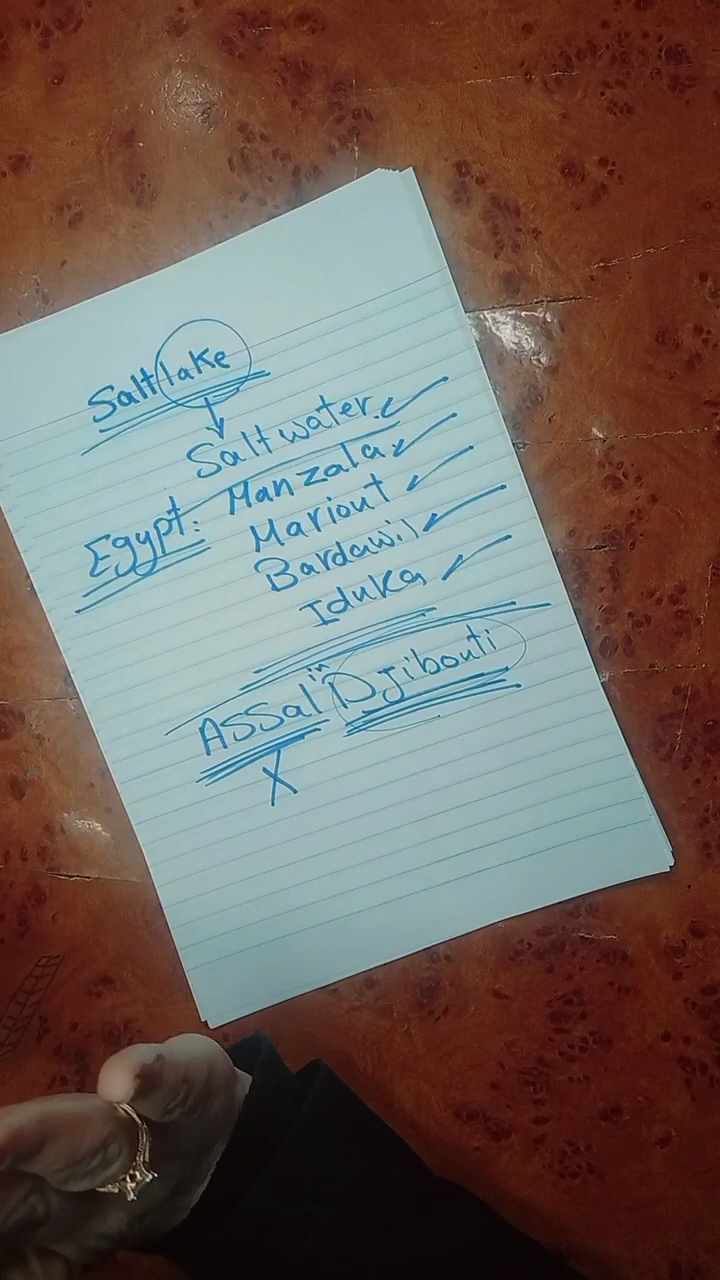 Salt lake
Salt water
Egypt: Manzala
Mariout
Bardawil
Iduka
Assal in Djibouti
X